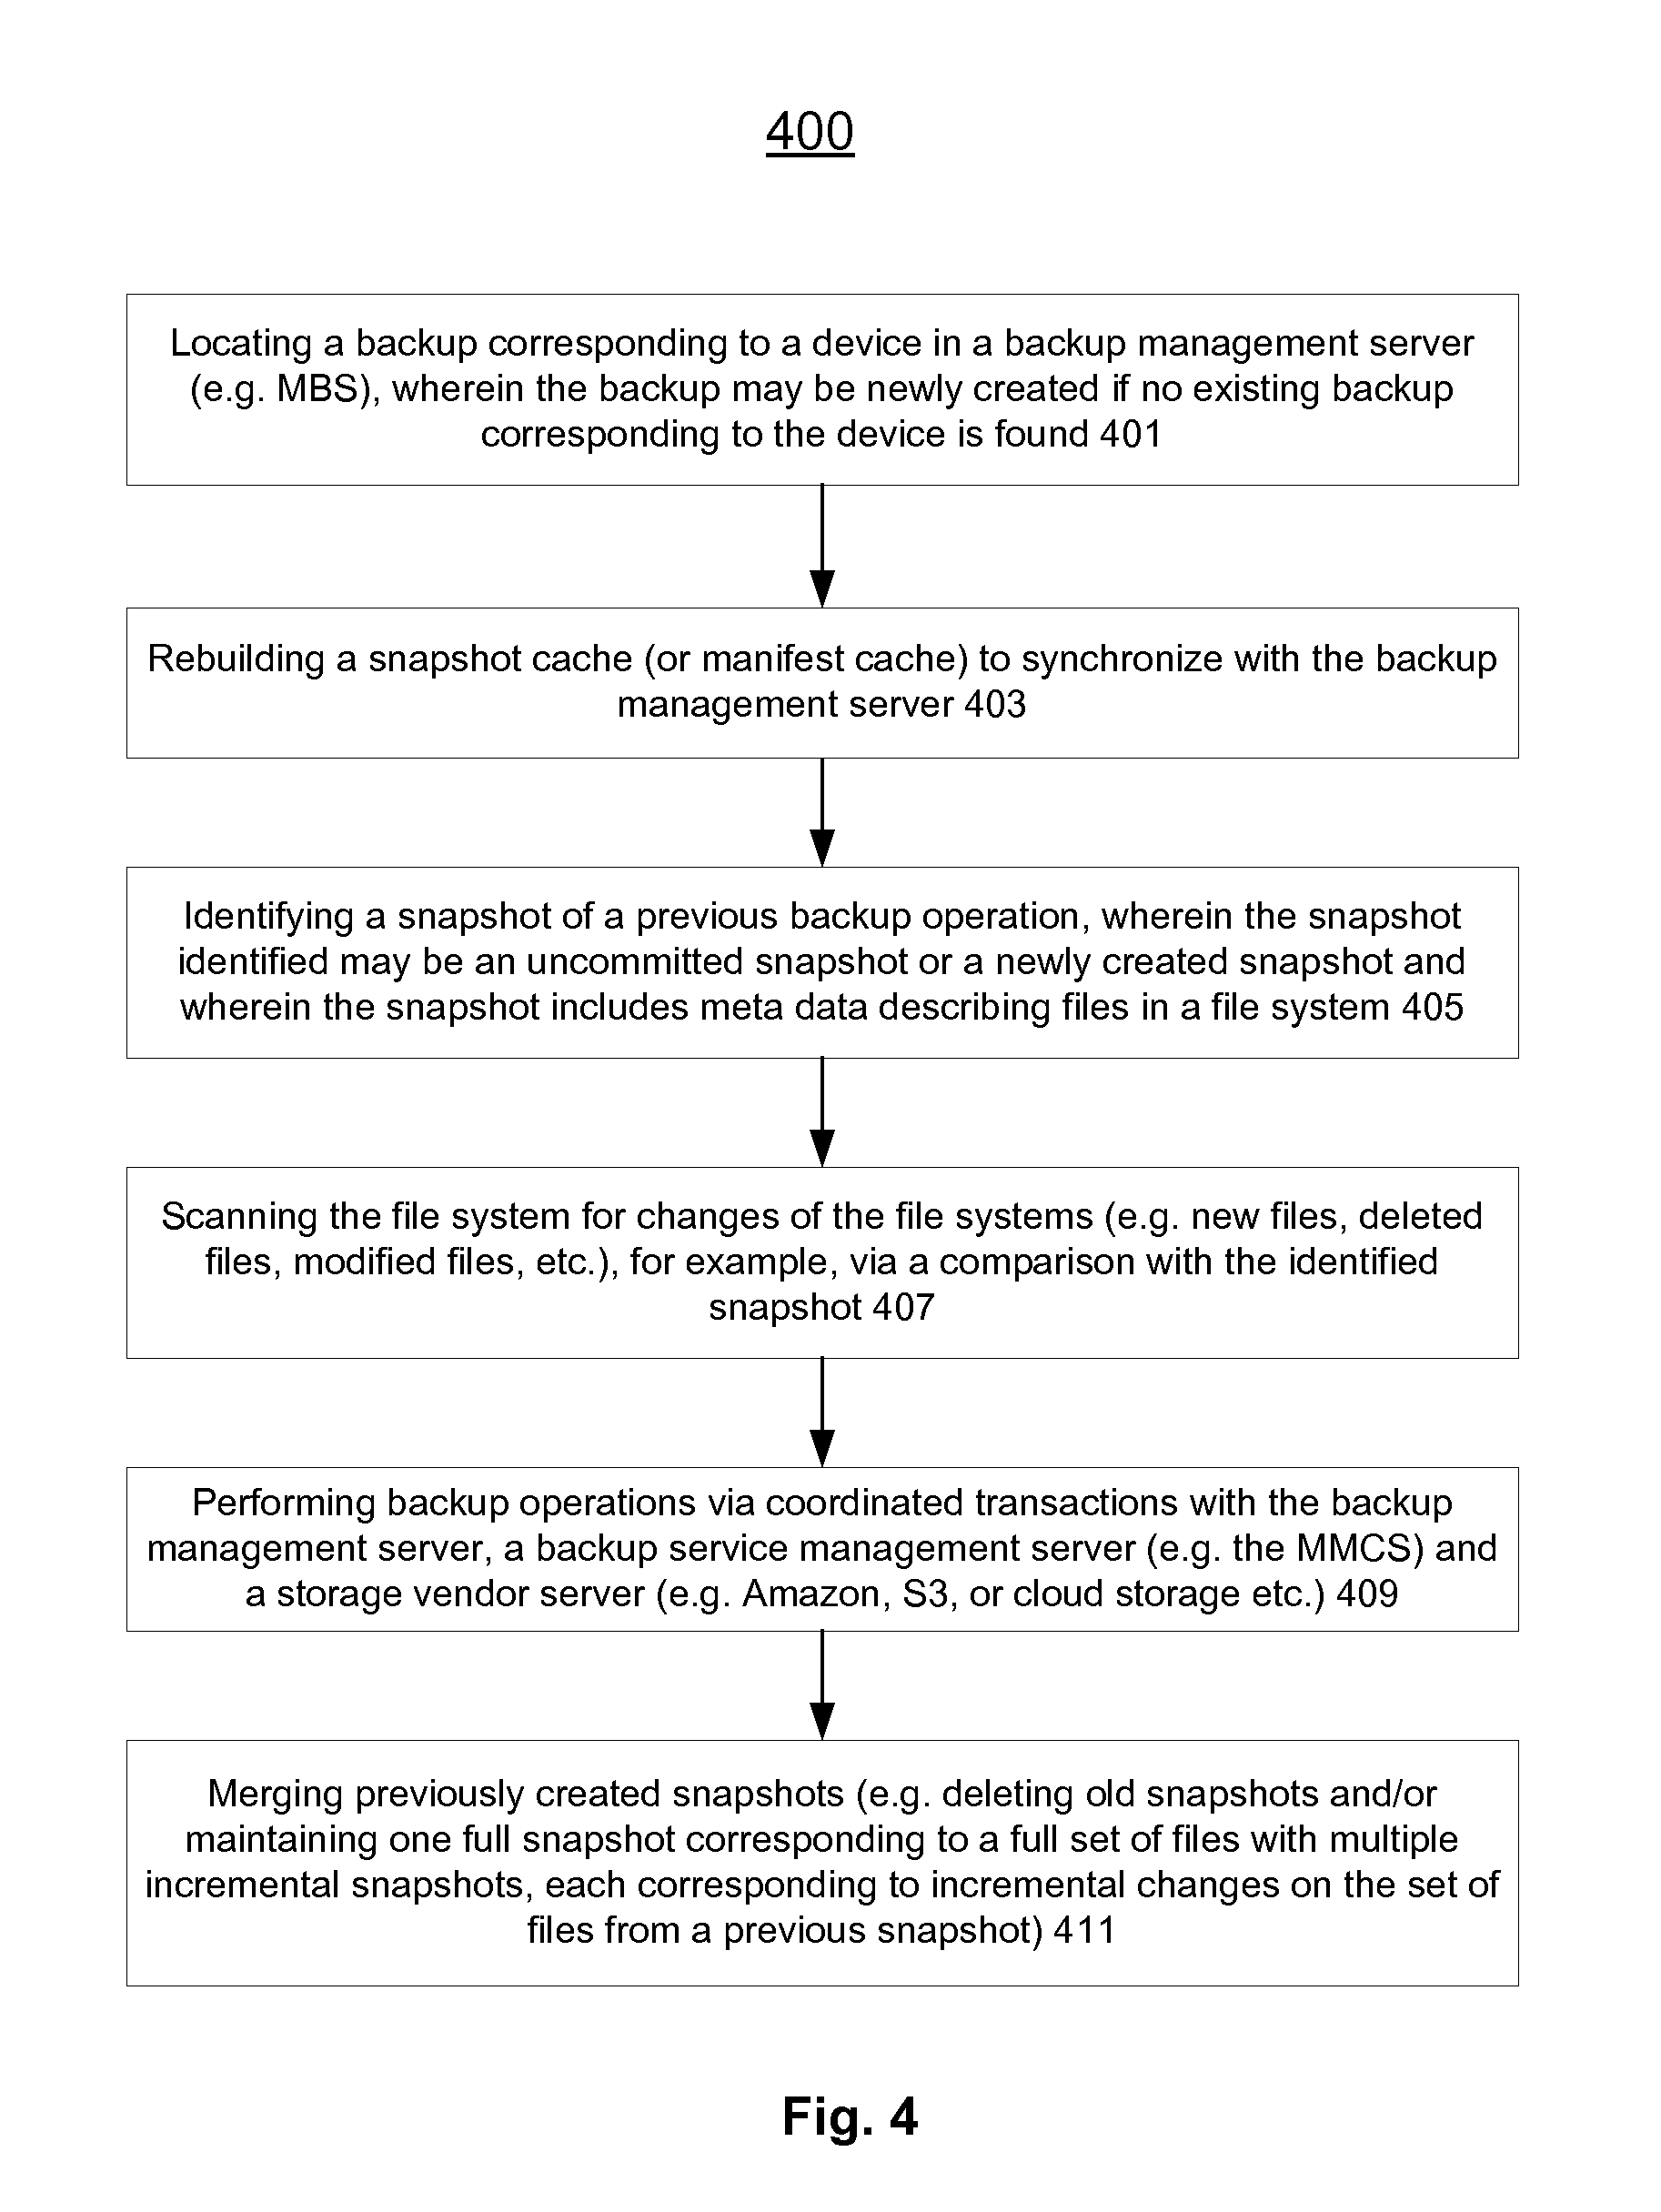 400
Locating a backup corresponding to a device in a backup management server
(e.g. MBS), wherein the backup may be newly created if no existing backup
corresponding to the device is found 401
Rebuilding a snapshot cache (or manifest cache) to synchronize with the backup
management server 403
Identifying a snapshot of a previous backup operation, wherein the snapshot
identified may be an uncommitted snapshot or a newly created snapshot and
wherein the snapshot includes meta data describing files in a file system 405
Scanning the file system for changes of the file systems (e.g. new files, deleted
files, modified files, etc.), for example, via a comparison with the identified
snapshot 407
Performing backup operations via coordinated transactions with the backup
management server, a backup service management server (e.g. the MMCS) and
a storage vendor server (e.g. Amazon, S3, or cloud storage etc.) 409
Merging previously created snapshots (e.g. deleting old snapshots and/or
maintaining one full snapshot corresponding to a full set of files with multiple
incremental snapshots, each corresponding to incremental changes on the set of
files from a previous snapshot) 411
Fig. 4